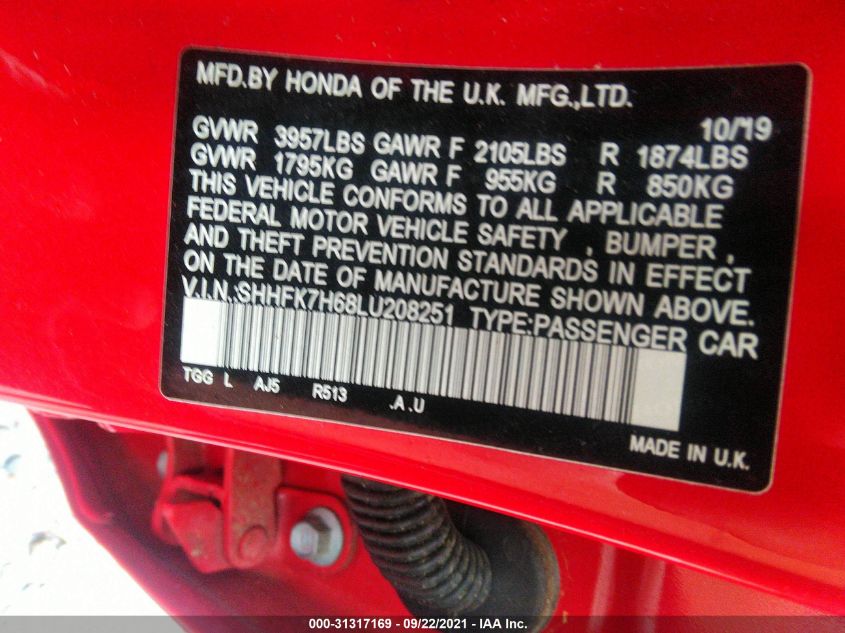 MFD.BY HONDA OF THE U.K. MFG.,LTD.
10/19
GVWR 3957LBS GAWR F 2105LBS R 1874LBS
GVWR 1795KG GAWR F 955KG R 850KG
THIS VEHICLE CONFORMS TO ALL APPLICABLE
FEDERAL MOTOR VEHICLE SAFETY , BUMPER ,
AND THEFT PREVENTION STANDARDS IN EFFECT
ON THE DATE OF MANUFACTURE SHOWN ABOVE.
V.I.N.:SHHFK7H68LU208251 TYPE:PASSENGER CAR
TGG L AJ5 R513 .A .U
MADE IN U.K.
000-31317169 - 09/22/2021 - IAA Inc.